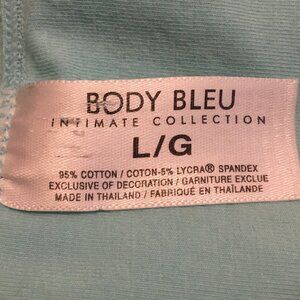 BODY BLEU
INTIMATE COLLECTION
L/G
95% COTTON / COTON-5% LYCRA® SPANDEX
EXCLUSIVE OF DECORATION / GARNITURE EXCLUE
MADE IN THAILAND / FABRIQUÉ EN THAÏLANDE